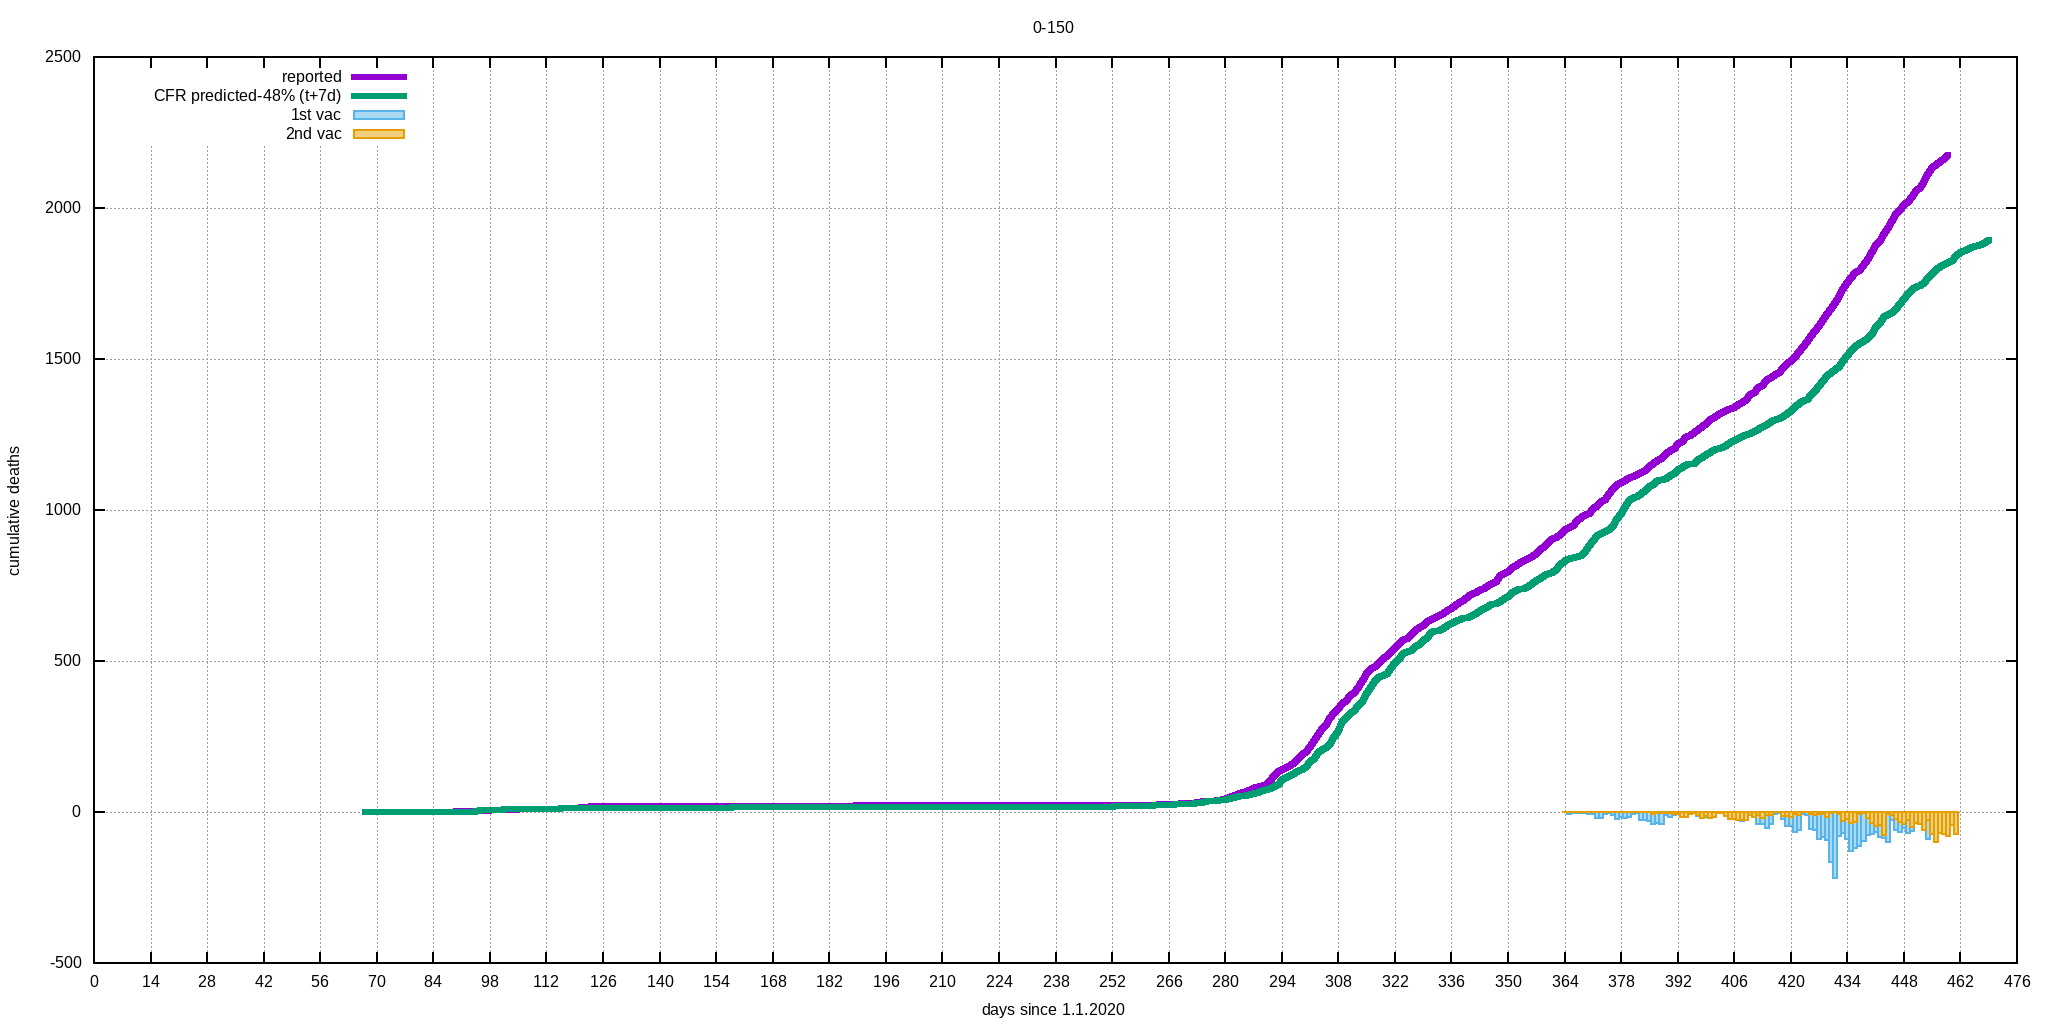 0-150
reported
CFR predicted-48% (t+7d)
1st vac
2nd vac
2500
2000
1500
1000
500
0
-500
cumulative deaths
0 14 28 42 56 70 84 98 112 126 140 154 168 182 196 210 224 238 252 266 280 294 308 322 336 350 364 378 392 406 420 434 448 462 476
days since 1.1.2020